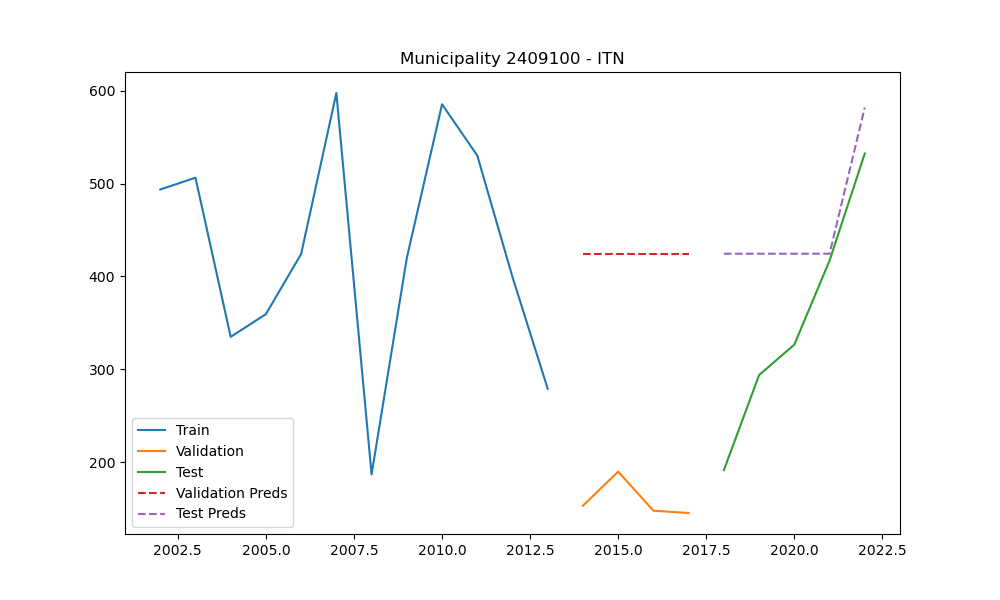 Municipality 2409100 - ITN
600
500
400
300
200
Train
Validation
Test
Validation Preds
Test Preds
2002.5 2005.0 2007.5 2010.0 2012.5 2015.0 2017.5 2020.0 2022.5